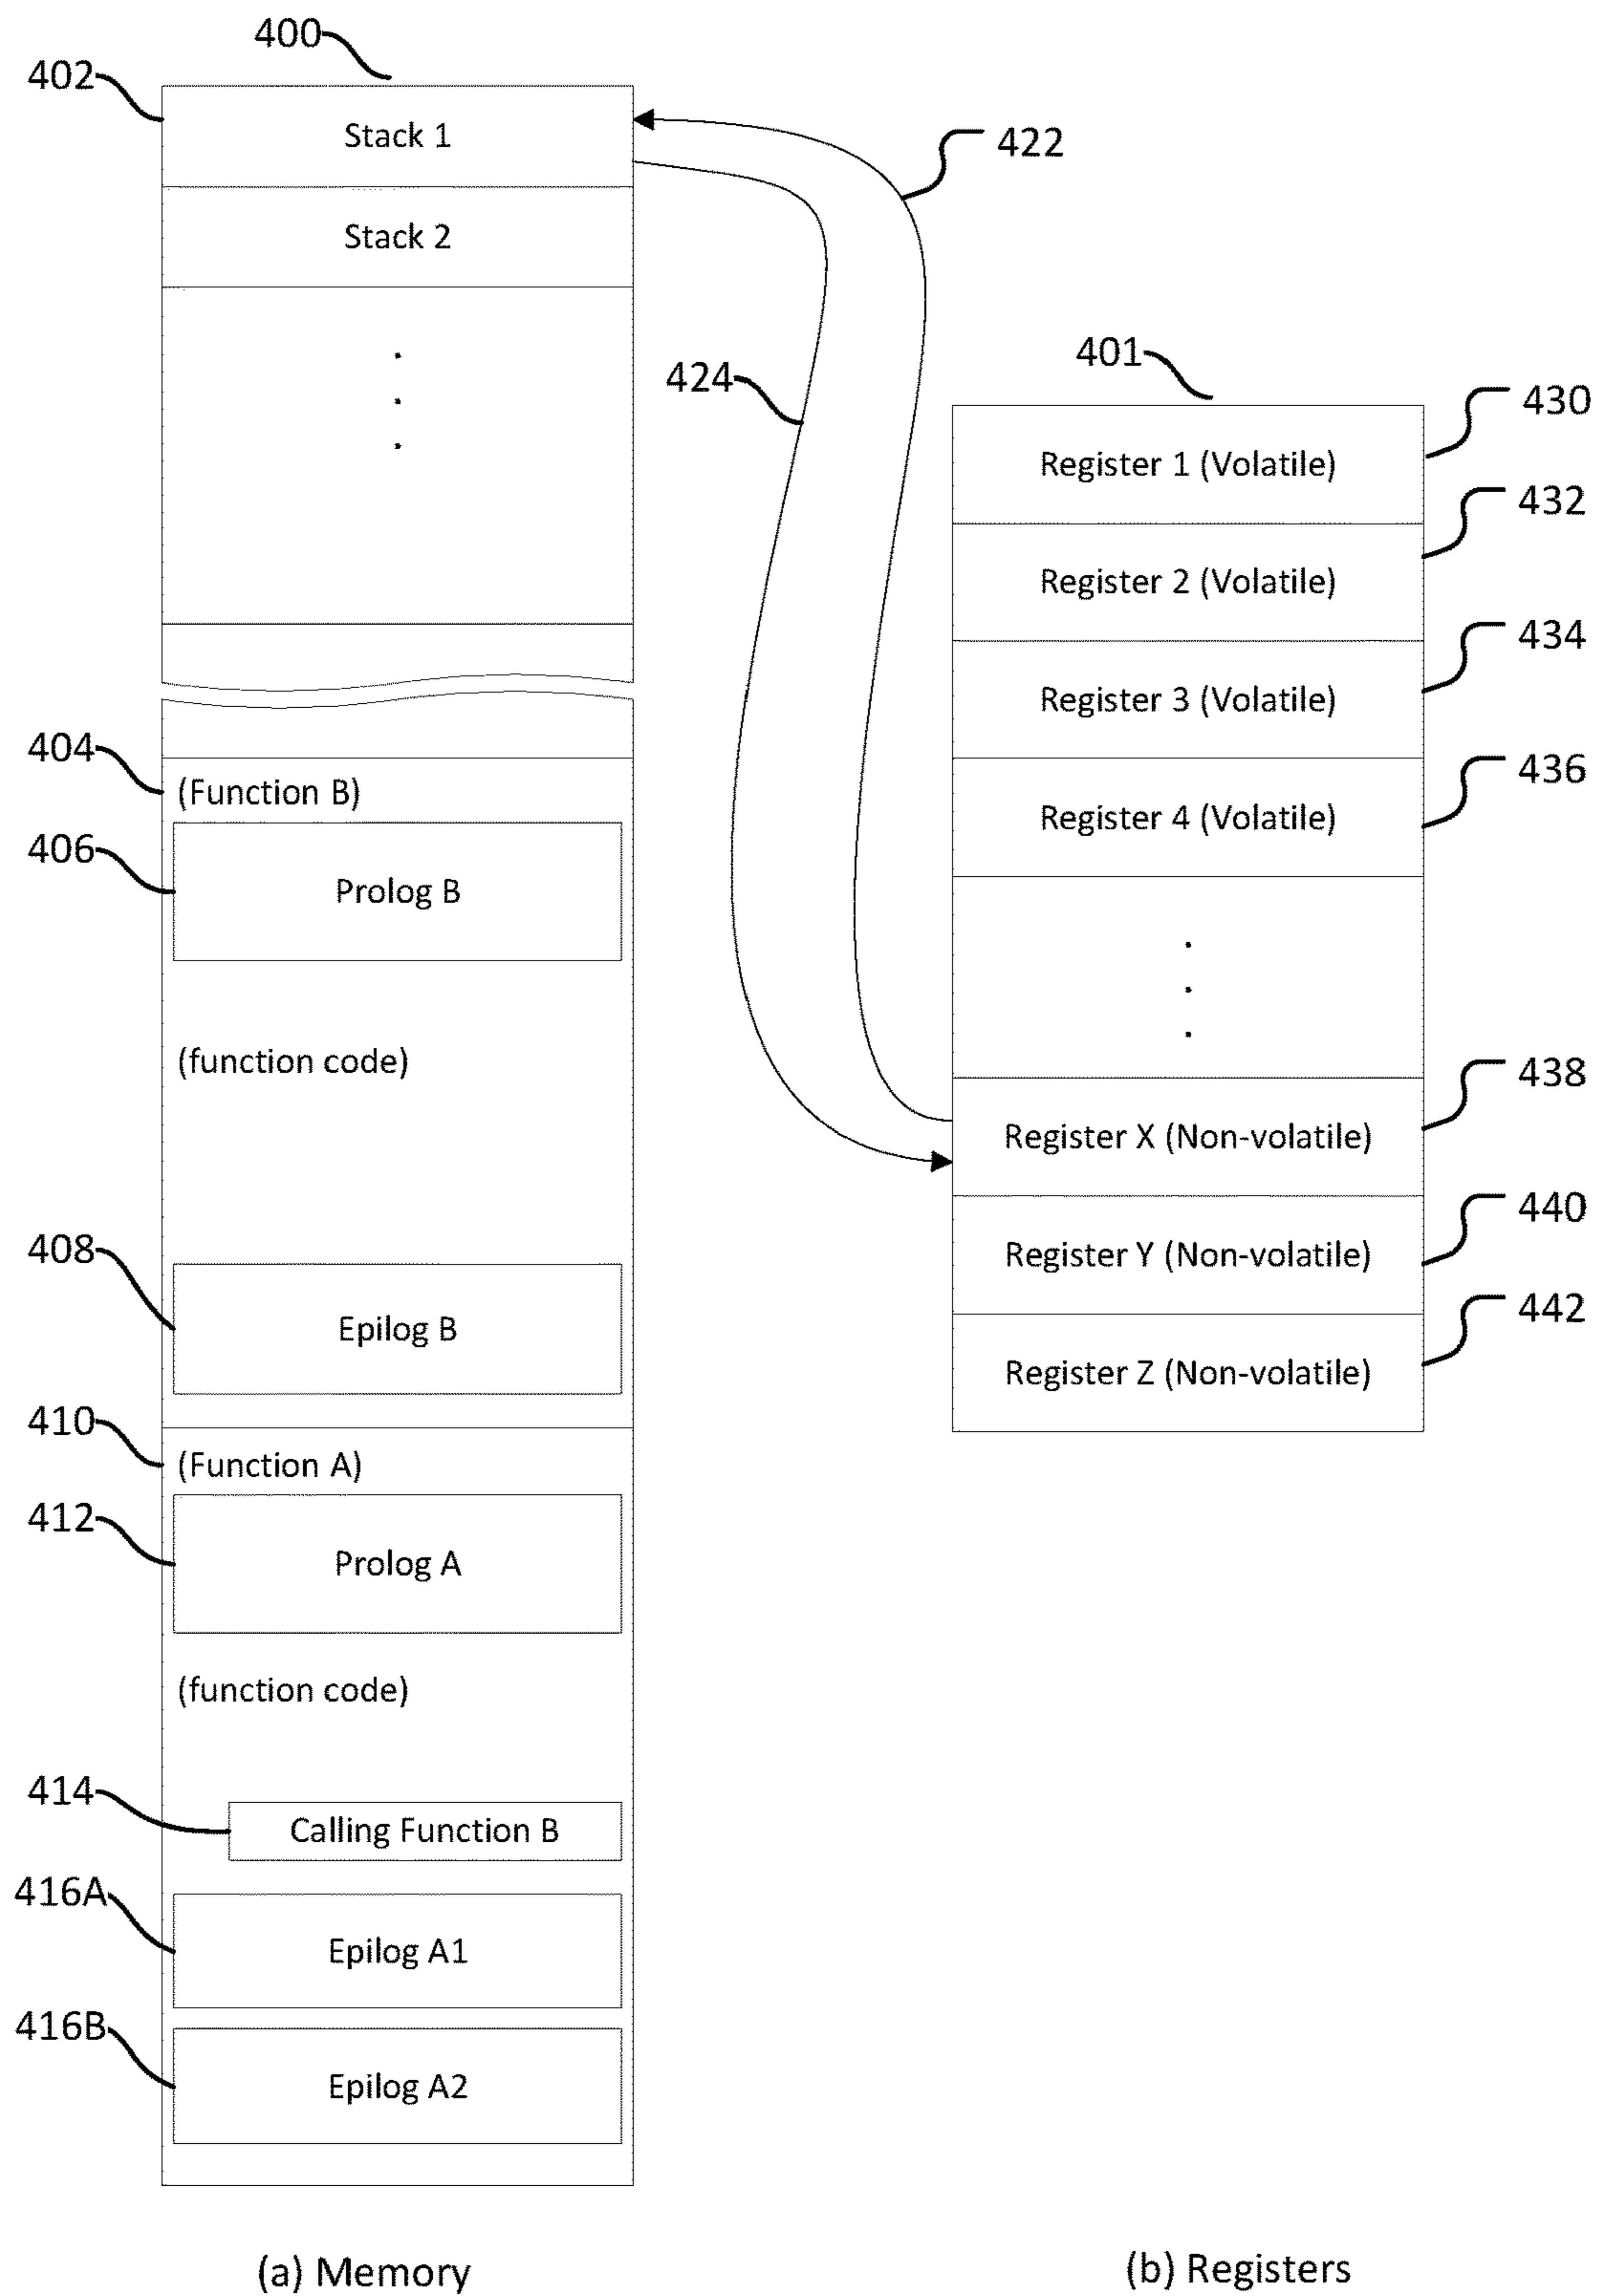 400
402
Stack 1
422
Stack 2
401
424
430
Register 1 (Volatile)
432
Register 2 (Volatile)
434
Register 3 (Volatile)
404
436
(Function B)
Register 4 (Volatile)
406
Prolog B
(function code)
438
Register X (Non-volatile)
440
408
Register Y (Non-volatile)
442
Epilog B
Register Z (Non-volatile)
410
(Function A)
412
Prolog A
(function code)
414
Calling Function B
416A
Epilog A1
416B
Epilog A2
(a) Memory
(b) Registers